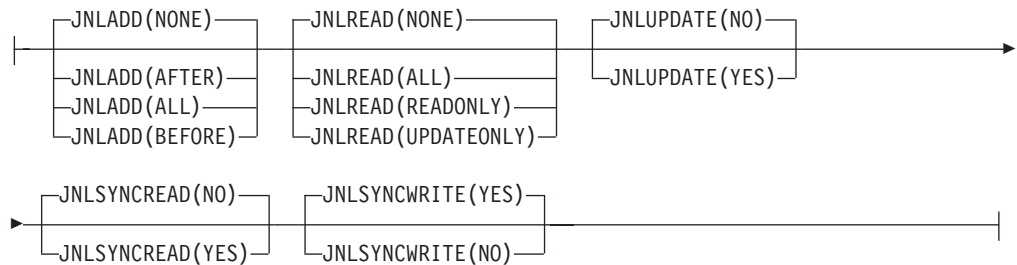 JNLADD(NONE) JNLREAD(NONE) JNLUPDATE(NO)
JNLADD(AFTER) JNLREAD(ALL) JNLUPDATE(YES)
JNLADD(ALL) JNLREAD(READONLY)
JNLADD(BEFORE) JNLREAD(UPDATEONLY)
JNLSYNCREAD(NO) JNLSYNCWRITE(YES)
JNLSYNCREAD(YES) JNLSYNCWRITE(NO)